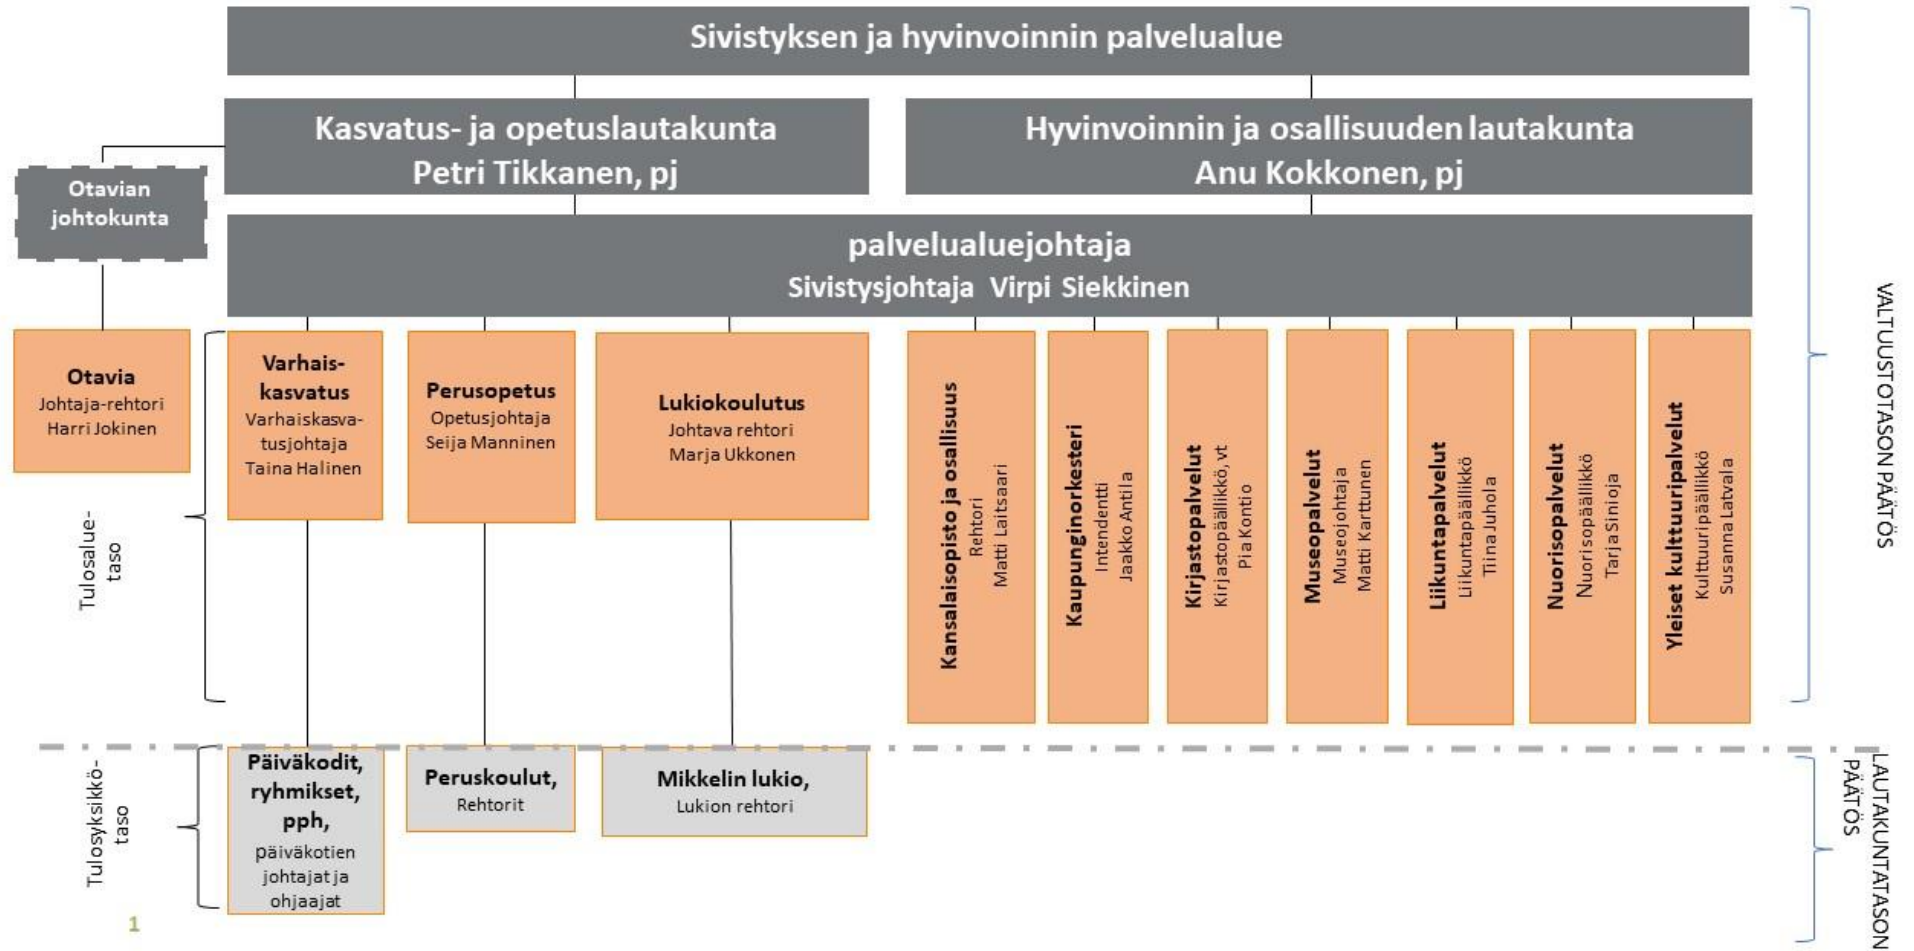 Sivistyksen ja hyvinvoinnin palvelualue
Kasvatus- ja opetuslautakunta
Petri Tikkanen, pj
Hyvinvoinnin ja osallisuuden lautakunta
Anu Kokkonen, pj
Otavian
johtokunta
palvelualuejohtaja
Sivistysjohtaja Virpi Siekkinen
Otavia
Johtaja-rehtori
Harri Jokinen
Varhais-
kasvatus
Varhaiskasva-
tusjohtaja
Taina Halinen
Perusopetus
Opetusjohtaja
Seija Manninen
Lukiokoulutus
Johtava rehtori
Marja Ukkonen
Kansalaisopisto ja osallisuus
Rehtori
Matti Laitsaari
Kaupunginorkesteri
Intendentti
Jaakko Antila
Kirjastopalvelut
Kirjastopäällikkö, vt
Pia Kontio
Museopalvelut
Museojohtaja
Matti Karttunen
Liikuntapalvelut
Liikuntapäällikkö
Tiina Juhola
Nuorisopalvelut
Nuorisopäällikkö
Tarja Sinioja
Yleiset kulttuuripalvelut
Kulttuuripäällikkö
Susanna Latvala
VALTUUSTOTASON PÄÄTÖS
Tulosalue-
taso
Päiväkodit,
ryhmikset,
pph,
päiväkotien
johtajat ja
ohjaajat
Peruskoulut,
Rehtorit
Mikkelin lukio,
Lukion rehtori
Tulosyksikkö-
taso
LAUTAKUNTATASON
PÄÄTÖS
1